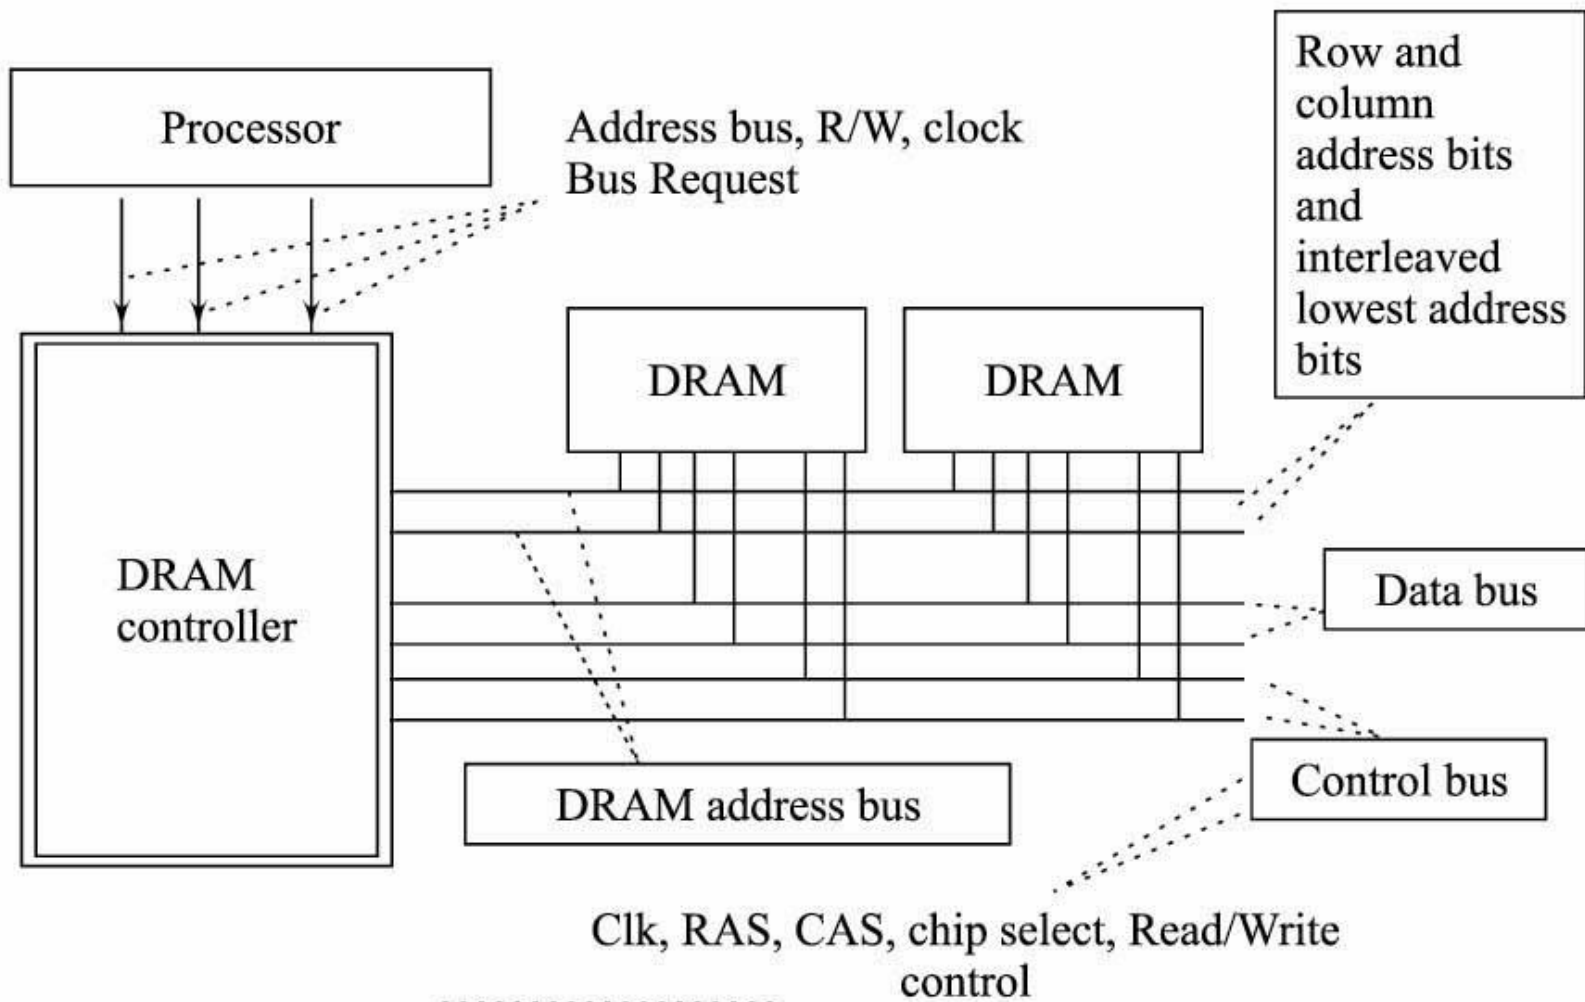 Processor
Address bus, R/W, clock
Bus Request
Row and
column
address bits
and
interleaved
lowest address
bits
DRAM
DRAM
DRAM
controller
Data bus
Control bus
DRAM address bus
Clk, RAS, CAS, chip select, Read/Write
control